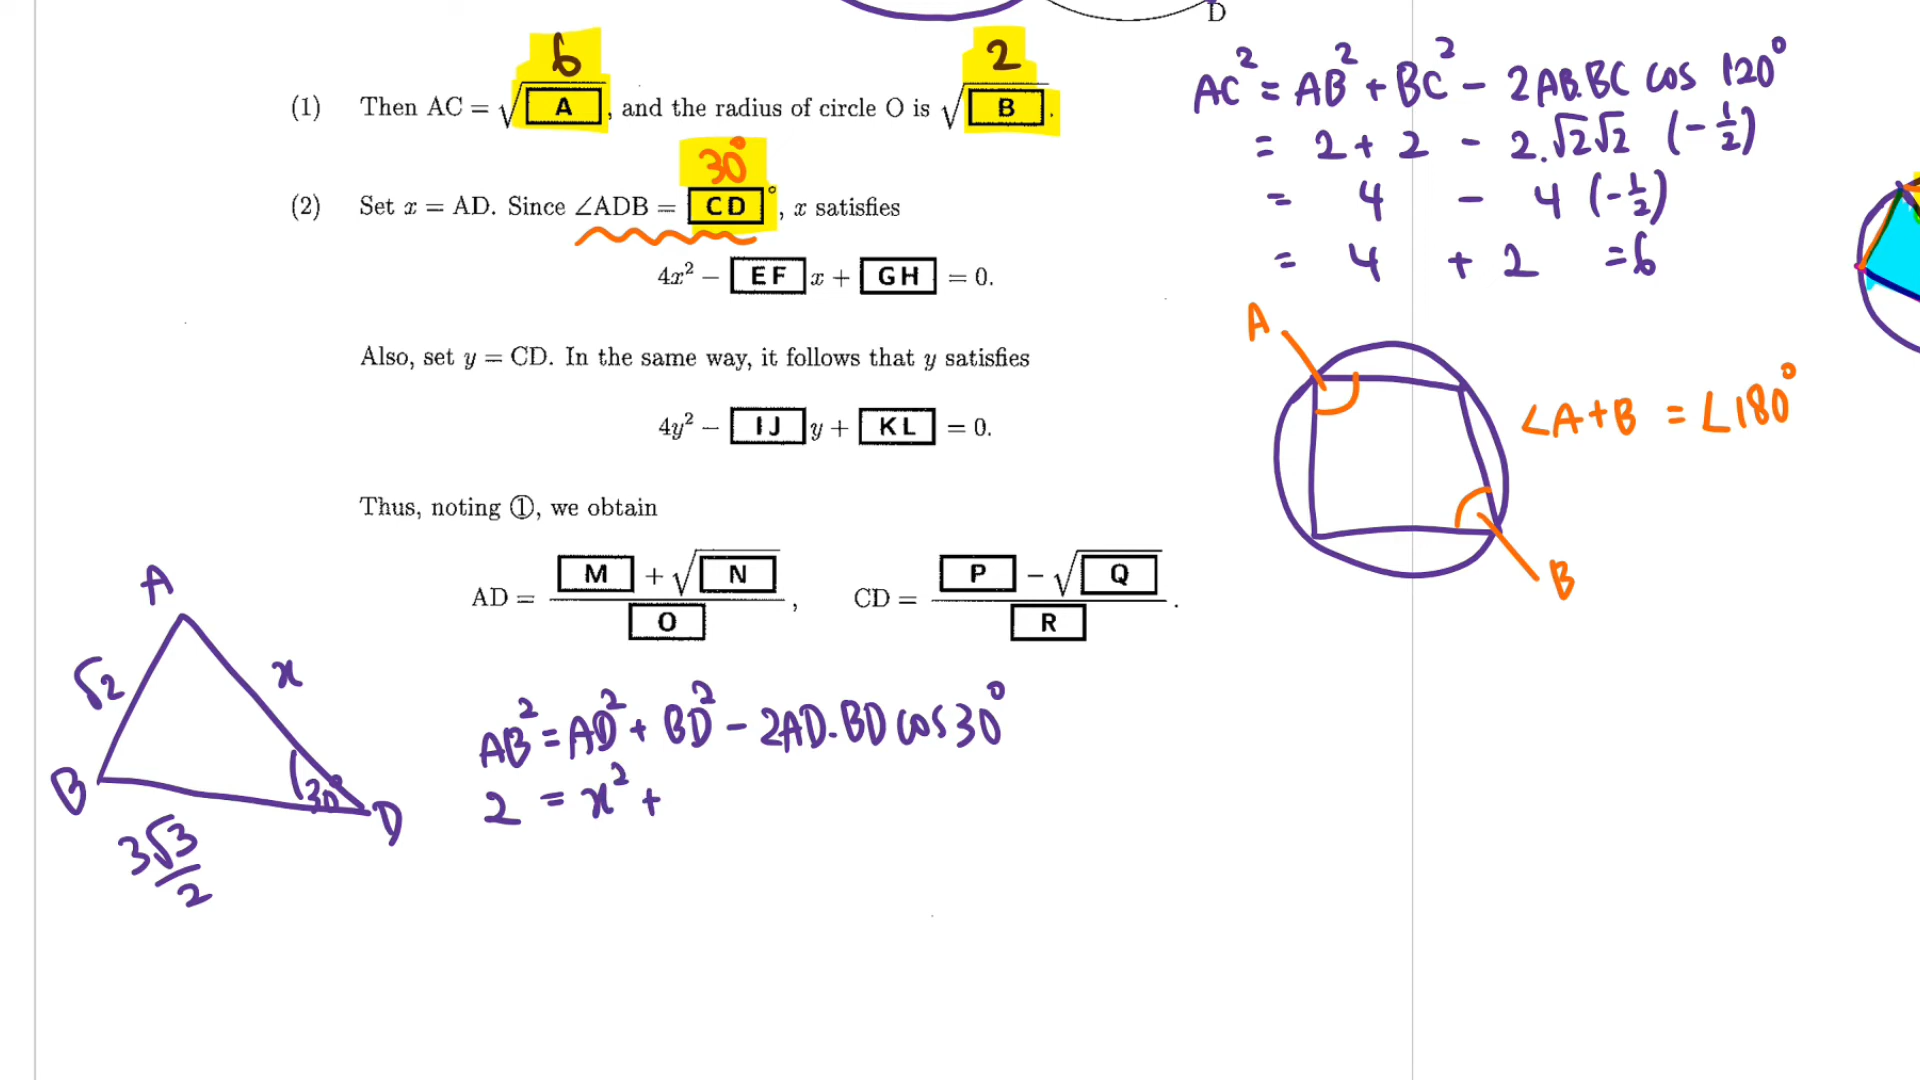 D
6
2
(1) Then AC = √A, and the radius of circle O is √B.
30°
(2) Set x = AD. Since ∠ADB = CD°, x satisfies
4x² − EF x + GH = 0.
Also, set y = CD. In the same way, it follows that y satisfies
4y² − IJ y + KL = 0.
Thus, noting ①, we obtain
AD = (M + √N) / O, CD = (P − √Q) / R.
AC² = AB² + BC² − 2AB.BC cos 120°
= 2 + 2 − 2.√2√2 (−1/2)
= 4 − 4 (−1/2)
= 4 + 2 = 6
A
∠A+B = ∠180°
B
A
√2
x
B
30
D
3√3/2
AB² = AD² + BD² − 2AD.BD cos 30°
2 = x² +